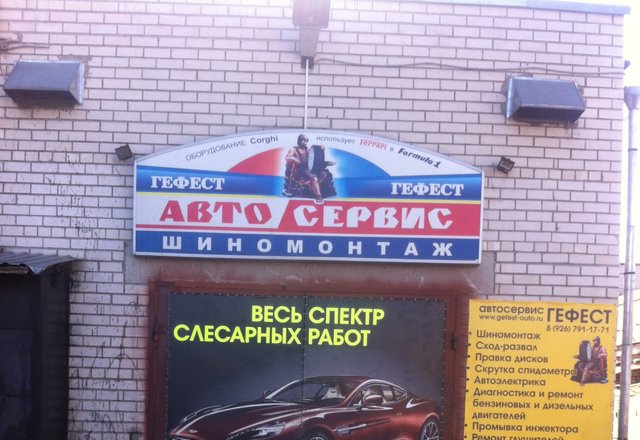 ОБОРУДОВАНИЕ Corghi использует Ferrari в Formula 1
ГЕФЕСТ ГЕФЕСТ
АВТО СЕРВИС
ШИНОМОНТАЖ
ВЕСЬ СПЕКТР
СЛЕСАРНЫХ РАБОТ
автосервис ГЕФЕСТ
www.gefest-auto.ru 8 (926) 791-17-71
• Шиномонтаж
• Сход-развал
• Правка дисков
• Скрутка спидометра
• Автоэлектрика
• Диагностика и ремонт
бензиновых и дизельных
двигателей
• Промывка инжектора
• Ремонт глушителей